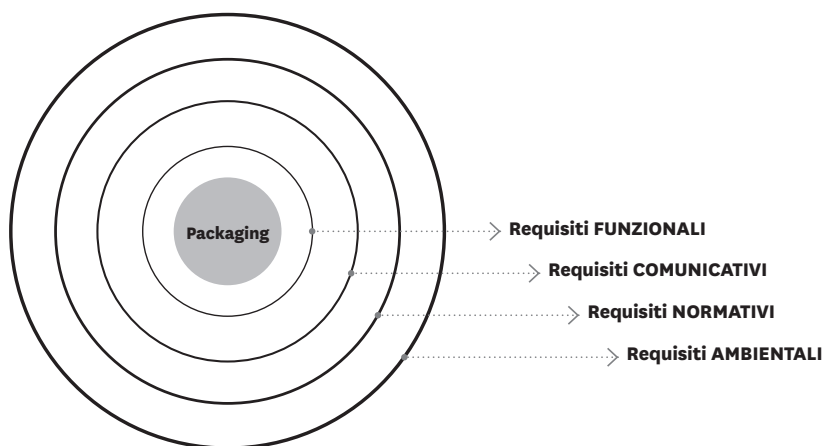 Packaging
Requisiti FUNZIONALI
Requisiti COMUNICATIVI
Requisiti NORMATIVI
Requisiti AMBIENTALI